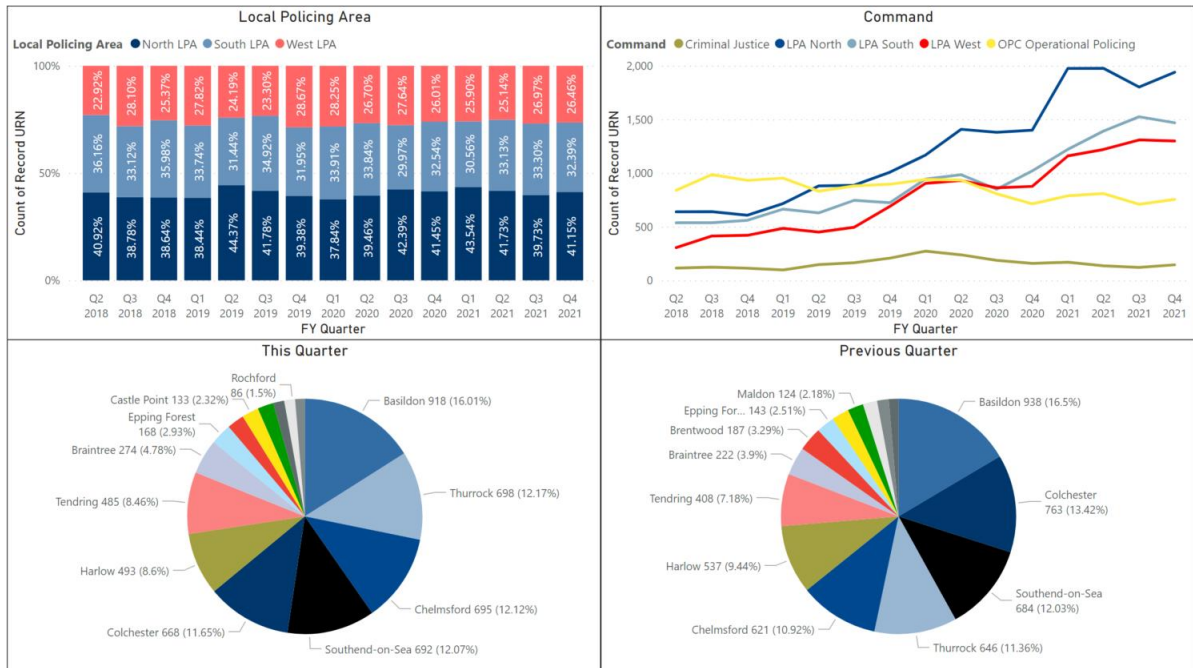 Local Policing Area
Local Policing Area North LPA South LPA West LPA
100%
50%
0%
Count of Record URN
22.92% 28.10% 25.37% 27.82% 24.19% 23.30% 28.67% 28.25% 26.70% 27.64% 26.01% 25.90% 25.14% 26.97% 26.46%
36.16% 33.12% 35.98% 33.74% 31.44% 34.92% 31.95% 33.91% 33.84% 29.97% 32.54% 30.56% 33.13% 33.30% 32.39%
40.92% 38.78% 38.64% 38.44% 44.37% 41.78% 39.38% 37.84% 39.46% 42.39% 41.45% 43.54% 41.73% 39.73% 41.15%
Q2 Q3 Q4 Q1 Q2 Q3 Q4 Q1 Q2 Q3 Q4 Q1 Q2 Q3 Q4
2018 2018 2018 2019 2019 2019 2019 2020 2020 2020 2020 2021 2021 2021 2021
FY Quarter
Command
Command Criminal Justice LPA North LPA South LPA West OPC Operational Policing
2,000
1,500
1,000
500
0
Count of Record URN
Q2 Q3 Q4 Q1 Q2 Q3 Q4 Q1 Q2 Q3 Q4 Q1 Q2 Q3 Q4
2018 2018 2018 2019 2019 2019 2019 2020 2020 2020 2020 2021 2021 2021 2021
FY Quarter
This Quarter
Rochford
86 (1.5%)
Castle Point 133 (2.32%)
Epping Forest
168 (2.93%)
Braintree 274 (4.78%)
Tendring 485 (8.46%)
Harlow 493 (8.6%)
Colchester 668 (11.65%)
Southend-on-Sea 692 (12.07%)
Chelmsford 695 (12.12%)
Thurrock 698 (12.17%)
Basildon 918 (16.01%)
Previous Quarter
Maldon 124 (2.18%)
Epping For... 143 (2.51%)
Brentwood 187 (3.29%)
Braintree 222 (3.9%)
Tendring 408 (7.18%)
Harlow 537 (9.44%)
Chelmsford 621 (10.92%)
Thurrock 646 (11.36%)
Southend-on-Sea
684 (12.03%)
Colchester
763 (13.42%)
Basildon 938 (16.5%)